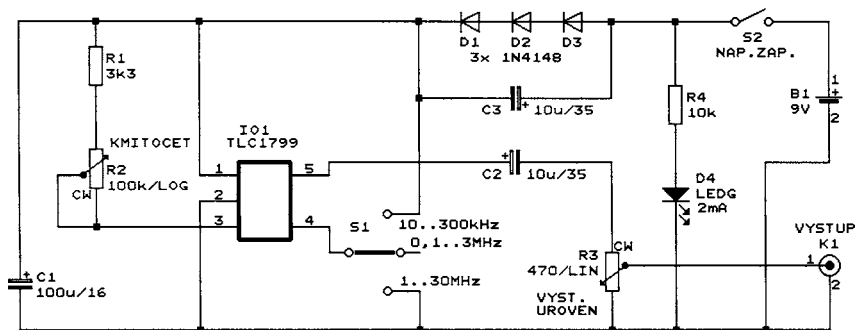 R1
3k3
KMITOCET
R2
100k/LOG
CW
C1
100u/16
+
IO1
TLC1799
1
2
3
5
4
S1
10..300kHz
0,1..3MHz
1..30MHz
D1 D2 D3
3x 1N4148
C3
+
10u/35
C2
+
10u/35
S2
NAP.ZAP.
R4
10k
B1
9V
1
+
2
D4
LEDG
2mA
CW
R3
470/LIN
VYST.
UROVEN
VYSTUP
K1
1
2